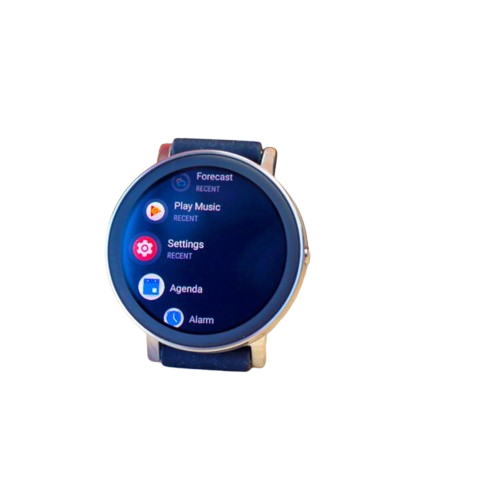 Forecast
RECENT
Play Music
RECENT
Settings
RECENT
Agenda
Alarm